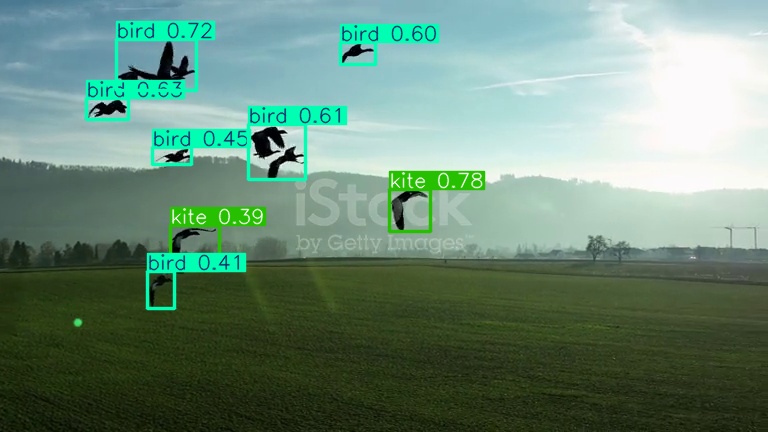 bird 0.72
bird 0.60
bird 0.63
bird 0.61
bird 0.45
kite 0.78
iStock
by Getty Images™
kite 0.39
bird 0.41